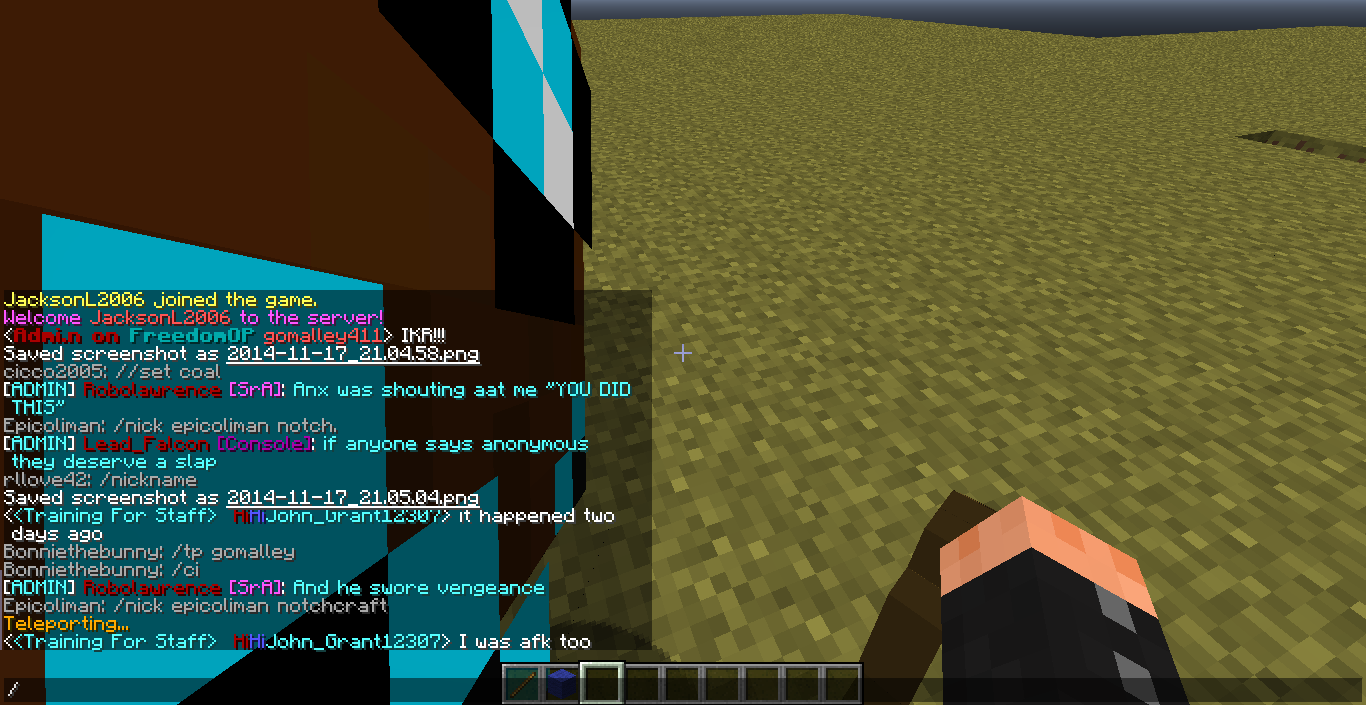 JacksonL2006 joined the game.
Welcome JacksonL2006 to the server!
<Admin on FreedomOP gomalley411> IKR!!!
Saved screenshot as 2014-11-17_21.04.58.png
cicco2005: //set coal
[ADMIN] Robolawrence [SrA]: Anx was shouting aat me "YOU DID
THIS"
Epicoliman: /nick epicoliman notch.
[ADMIN] Lead_Falcon [Console]: if anyone says anonymous
they deserve a slap
rllove42: /nickname
Saved screenshot as 2014-11-17_21.05.04.png
<<Training For Staff> HiHiJohn_Grant12307> it happened two
days ago
Bonniethebunny: /tp gomalley
Bonniethebunny: /ci
[ADMIN] Robolawrence [SrA]: And he swore vengeance
Epicoliman: /nick epicoliman notchcraft
Teleporting...
<<Training For Staff> HiHiJohn_Grant12307> I was afk too
/